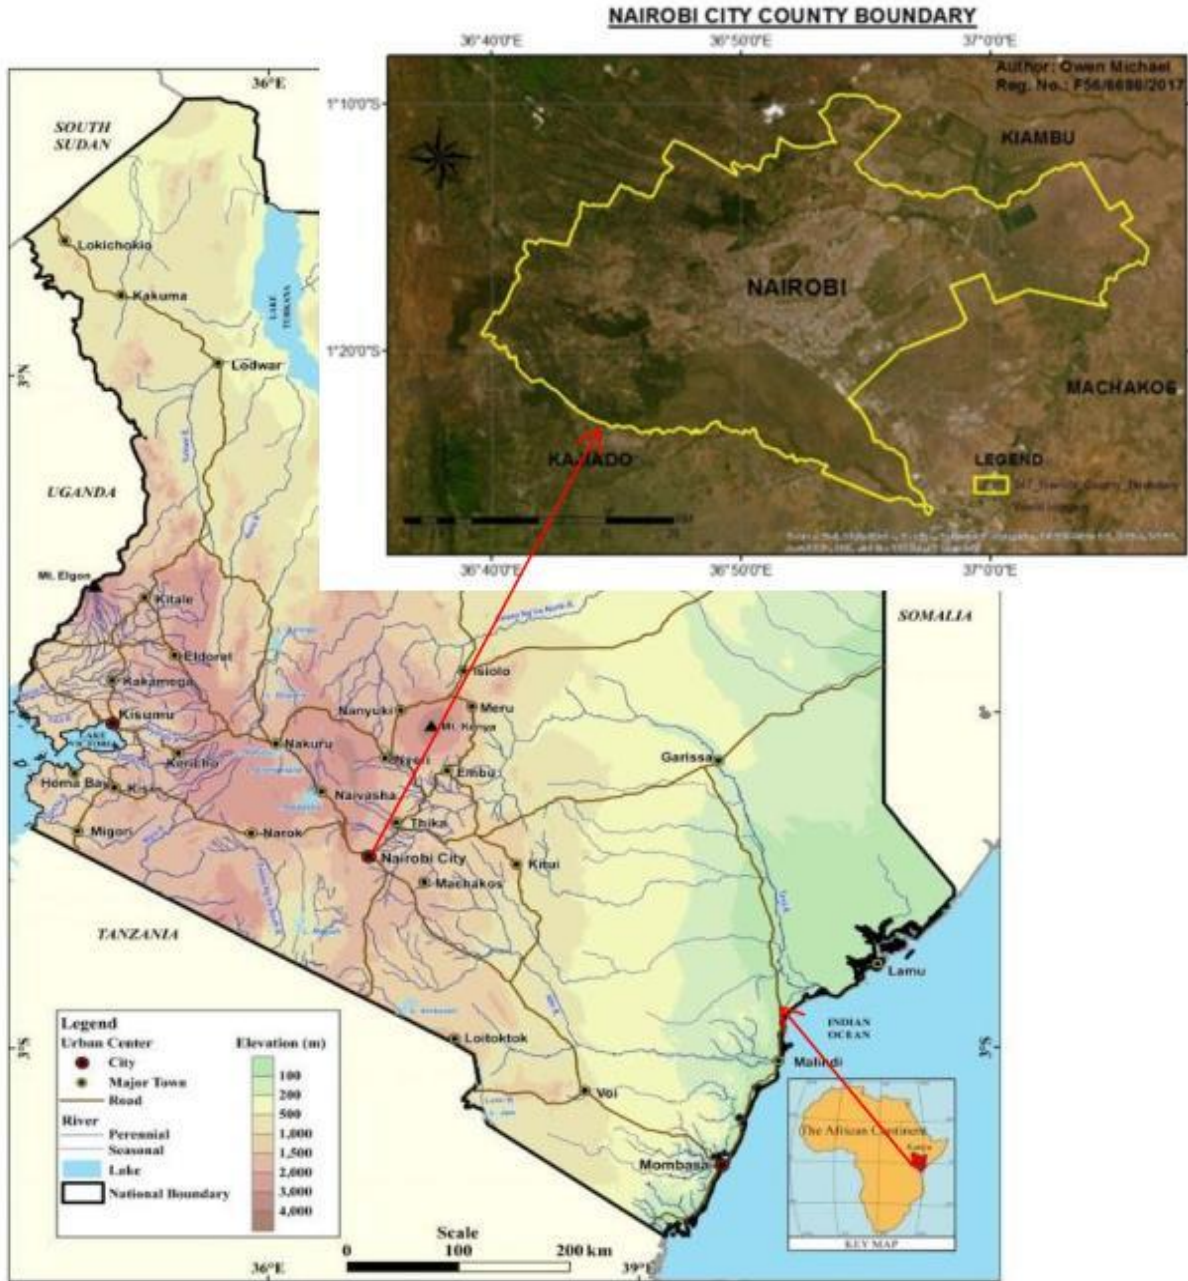 NAIROBI CITY COUNTY BOUNDARY
36°40'0"E 36°50'0"E 37°0'0"E
Author: Owen Michael
Reg. No.: F56/6686/2017
1°10'0"S
KIAMBU
NAIROBI
1°20'0"S
MACHAKOS
KAJIADO
LEGEND
36°40'0"E 36°50'0"E 37°0'0"E
36°E
SOUTH
SUDAN
Lokichokio
Kakuma
LAKE
TURKANA
3°N
Lodwar
UGANDA
Mt. Elgon
Kitale
SOMALIA
Eldoret
Isiolo
Kakamega
Nanyuki
Meru
Kisumu
Mt. Kenya
0°
LAKE
VICTORIA
Nakuru
Kericho
Nyeri
Garissa
Embu
Homa Bay
Kisii
Naivasha
Migori
Narok
Thika
Nairobi City
Kitui
Machakos
TANZANIA
Lamu
INDIAN
OCEAN
3°S
Loitoktok
Malindi
3°S
Voi
Mombasa
Legend
Urban Center
City
Major Town
Road
River
Perennial
Seasonal
Lake
National Boundary
Elevation (m)
100
200
500
1,000
1,500
2,000
3,000
4,000
The African Continent
Kenya
KEY MAP
Scale
0 100 200 km
36°E 39°E